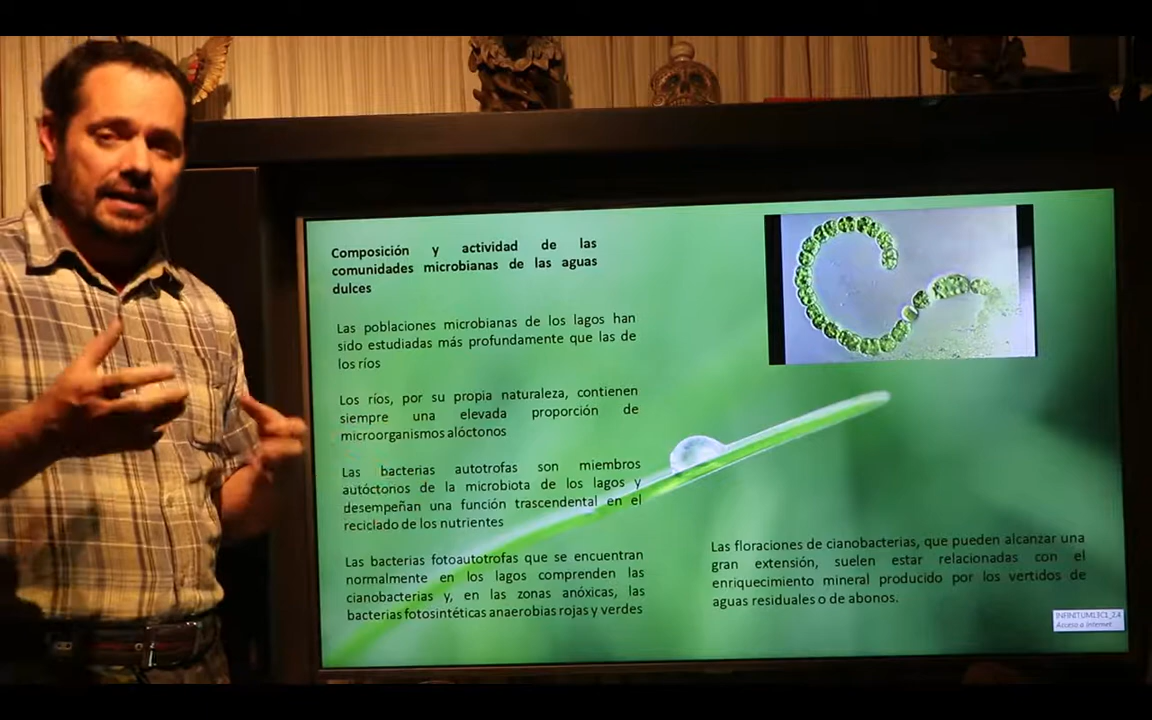 Composición y actividad de las
comunidades microbianas de las aguas
dulces
Las poblaciones microbianas de los lagos han
sido estudiadas más profundamente que las de
los ríos
Los ríos, por su propia naturaleza, contienen
siempre una elevada proporción de
microorganismos alóctonos
Las bacterias autotrofas son miembros
autóctonos de la microbiota de los lagos y
desempeñan una función trascendental en el
reciclado de los nutrientes
Las bacterias fotoautotrofas que se encuentran
normalmente en los lagos comprenden las
cianobacterias y, en las zonas anóxicas, las
bacterias fotosintéticas anaerobias rojas y verdes
Las floraciones de cianobacterias, que pueden alcanzar una
gran extensión, suelen estar relacionadas con el
enriquecimiento mineral producido por los vertidos de
aguas residuales o de abonos.
Acceso a Internet